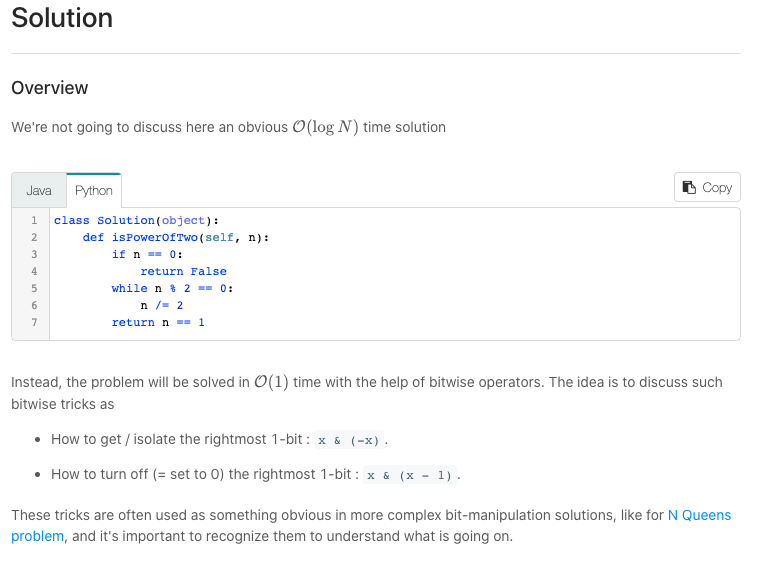 Solution
Overview
We're not going to discuss here an obvious O(log N) time solution
Java
Python
Copy
1 class Solution(object):
2     def isPowerOfTwo(self, n):
3         if n == 0:
4             return False
5         while n % 2 == 0:
6             n /= 2
7         return n == 1
Instead, the problem will be solved in O(1) time with the help of bitwise operators. The idea is to discuss such
bitwise tricks as
• How to get / isolate the rightmost 1-bit : x & (-x) .
• How to turn off (= set to 0) the rightmost 1-bit : x & (x - 1) .
These tricks are often used as something obvious in more complex bit-manipulation solutions, like for N Queens
problem, and it's important to recognize them to understand what is going on.